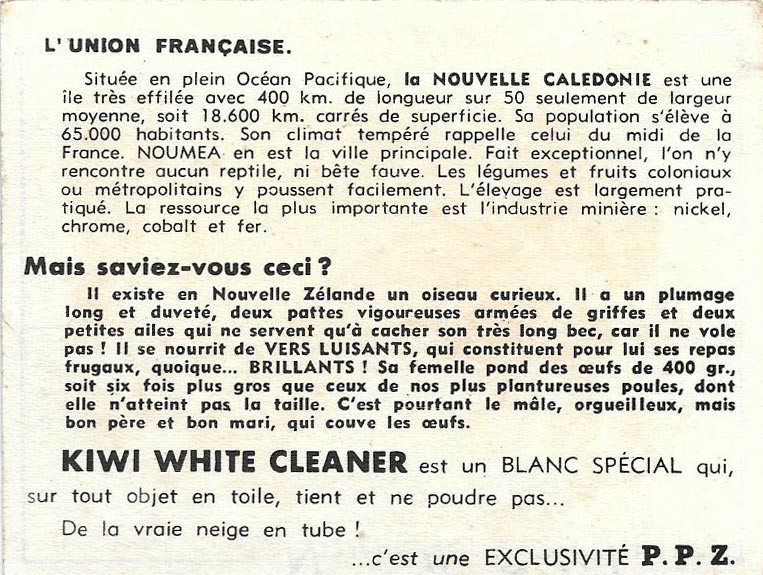 L'UNION FRANÇAISE.
Située en plein Océan Pacifique, la NOUVELLE CALEDONIE est une
île très effilée avec 400 km. de longueur sur 50 seulement de largeur
moyenne, soit 18.600 km. carrés de superficie. Sa population s'élève à
65.000 habitants. Son climat tempéré rappelle celui du midi de la
France. NOUMEA en est la ville principale. Fait exceptionnel, l'on n'y
rencontre aucun reptile, ni bête fauve. Les légumes et fruits coloniaux
ou métropolitains y poussent facilement. L'élevage est largement pra-
tiqué. La ressource la plus importante est l'industrie minière : nickel,
chrome, cobalt et fer.
Mais saviez-vous ceci ?
Il existe en Nouvelle Zélande un oiseau curieux. Il a un plumage
long et duveté, deux pattes vigoureuses armées de griffes et deux
petites ailes qui ne servent qu'à cacher son très long bec, car il ne vole
pas ! Il se nourrit de VERS LUISANTS, qui constituent pour lui ses repas
frugaux, quoique... BRILLANTS ! Sa femelle pond des œufs de 400 gr.,
soit six fois plus gros que ceux de nos plus plantureuses poules, dont
elle n'atteint pas la taille. C'est pourtant le mâle, orgueilleux, mais
bon père et bon mari, qui couve les œufs.
KIWI WHITE CLEANER est un BLANC SPÉCIAL qui,
sur tout objet en toile, tient et ne poudre pas...
De la vraie neige en tube !
...c'est une EXCLUSIVITÉ P. P. Z.